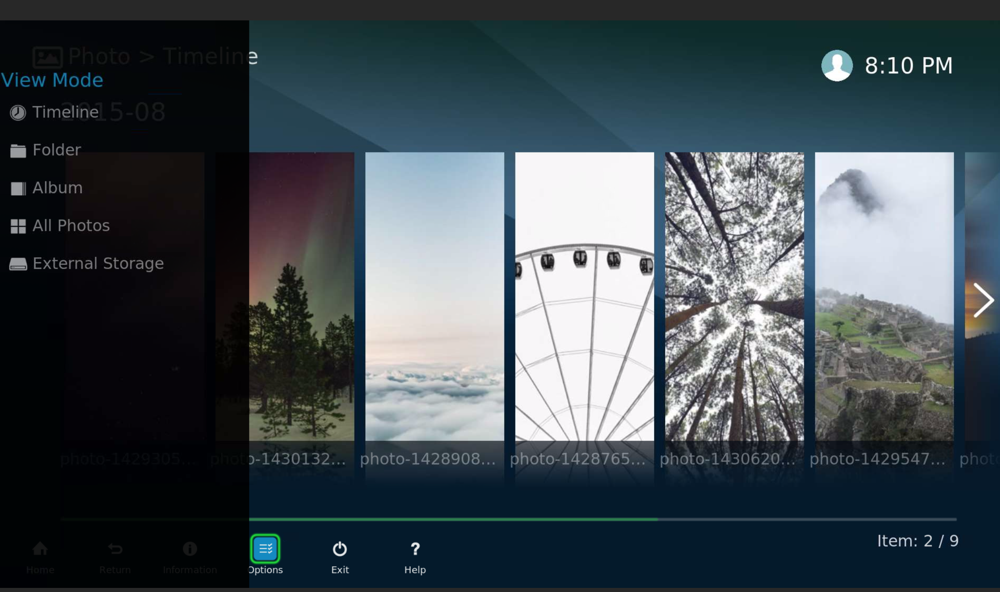 Photo > Timeline
8:10 PM
View Mode
2015-08
Timeline
Folder
Album
All Photos
External Storage
photo-1429305... photo-1430132... photo-1428908... photo-1428765... photo-1430620... photo-1429547... phot
Item: 2 / 9
Home Return Information Options Exit Help